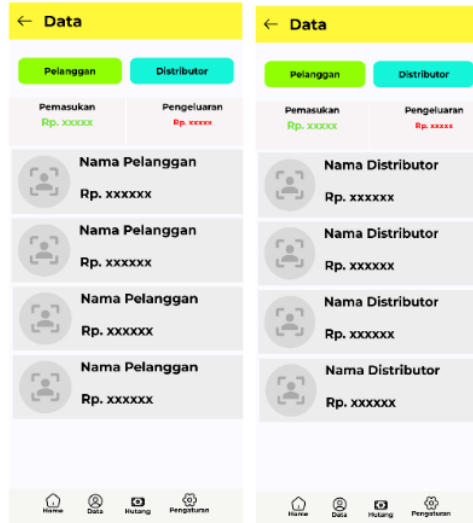 ← Data
Pelanggan Distributor
Pemasukan Pengeluaran
Rp. xxxxx Rp. xxxxx
Nama Pelanggan
Rp. xxxxxx
Nama Pelanggan
Rp. xxxxxx
Nama Pelanggan
Rp. xxxxxx
Nama Pelanggan
Rp. xxxxxx
Home Data Hutang Pengaturan
← Data
Pelanggan Distributor
Pemasukan Pengeluaran
Rp. xxxxx Rp. xxxxx
Nama Distributor
Rp. xxxxxx
Nama Distributor
Rp. xxxxxx
Nama Distributor
Rp. xxxxxx
Nama Distributor
Rp. xxxxxx
Home Data Hutang Pengaturan